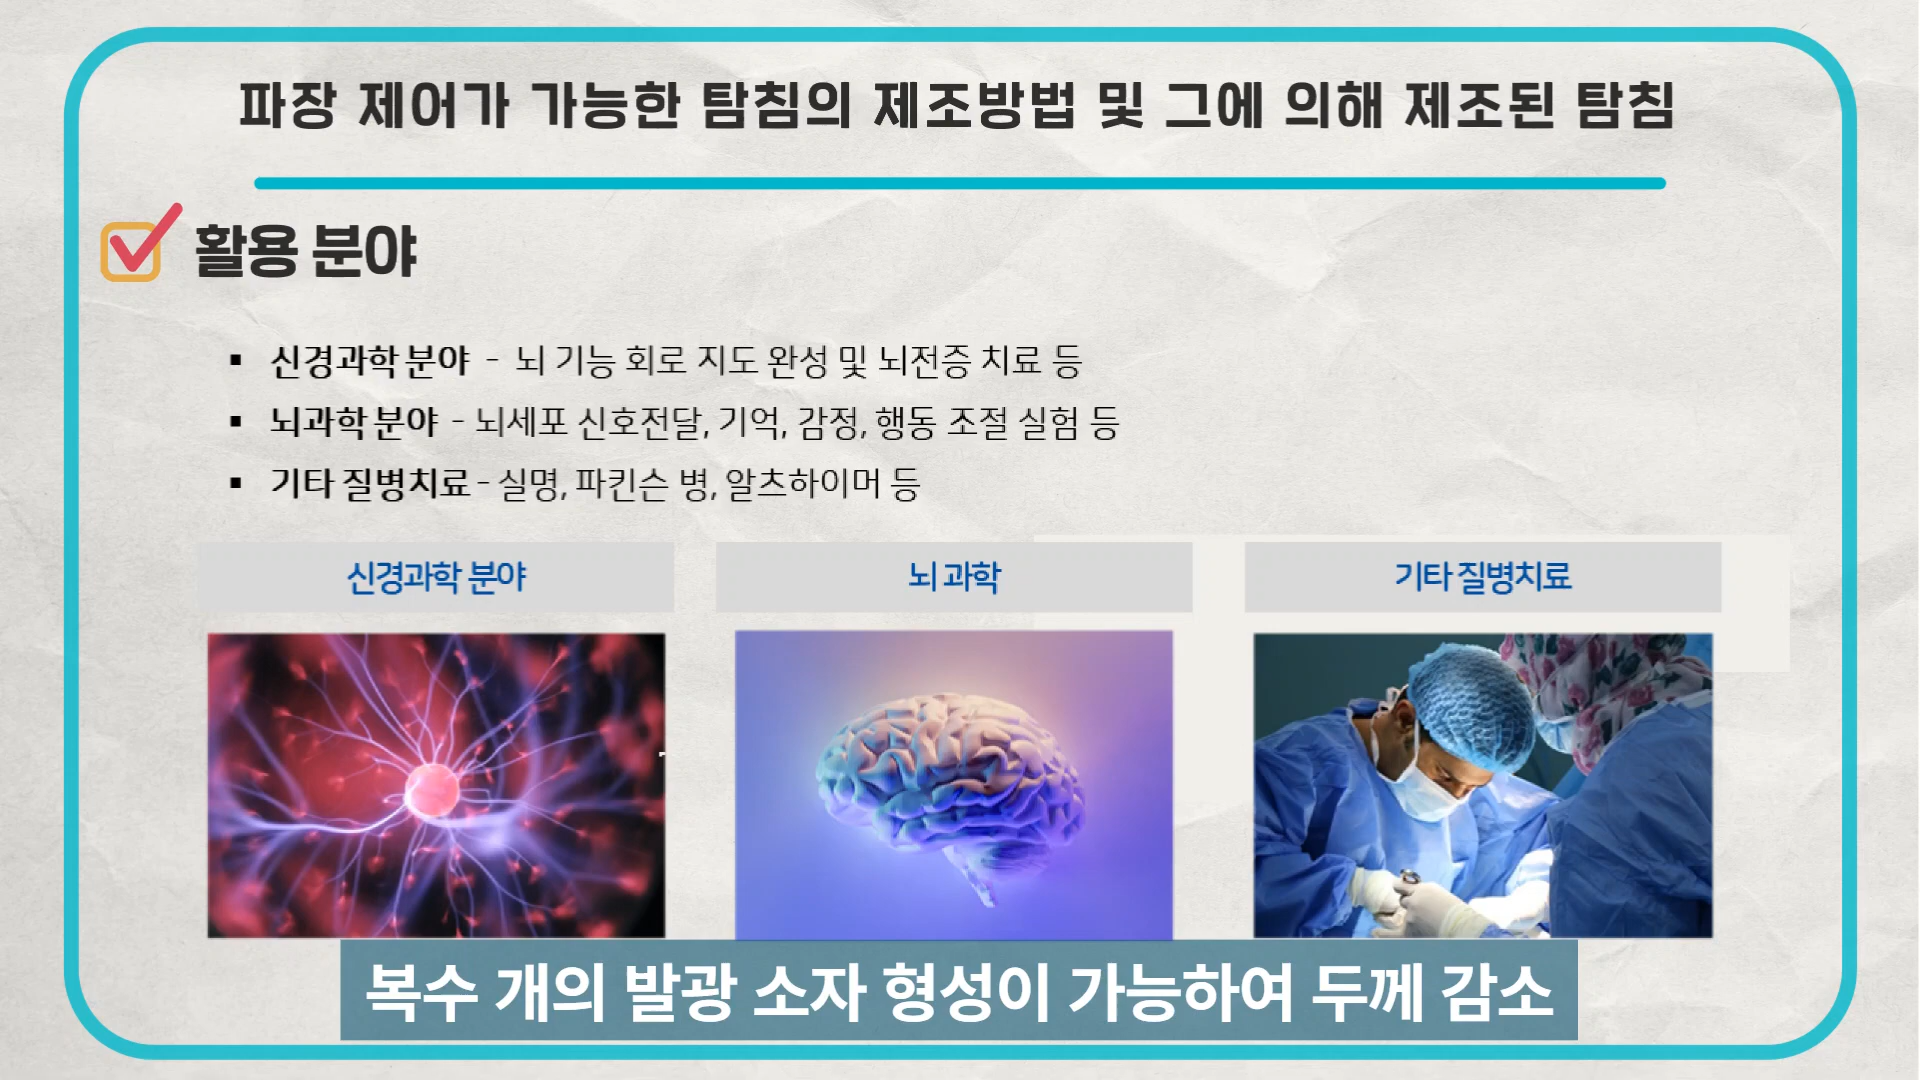 파장 제어가 가능한 탐침의 제조방법 및 그에 의해 제조된 탐침
활용 분야
▪ 신경과학 분야 - 뇌 기능 회로 지도 완성 및 뇌전증 치료 등
▪ 뇌과학 분야 - 뇌세포 신호전달, 기억, 감정, 행동 조절 실험 등
▪ 기타 질병치료 - 실명, 파킨슨 병, 알츠하이머 등
신경과학 분야
뇌 과학
기타 질병치료
복수 개의 발광 소자 형성이 가능하여 두께 감소